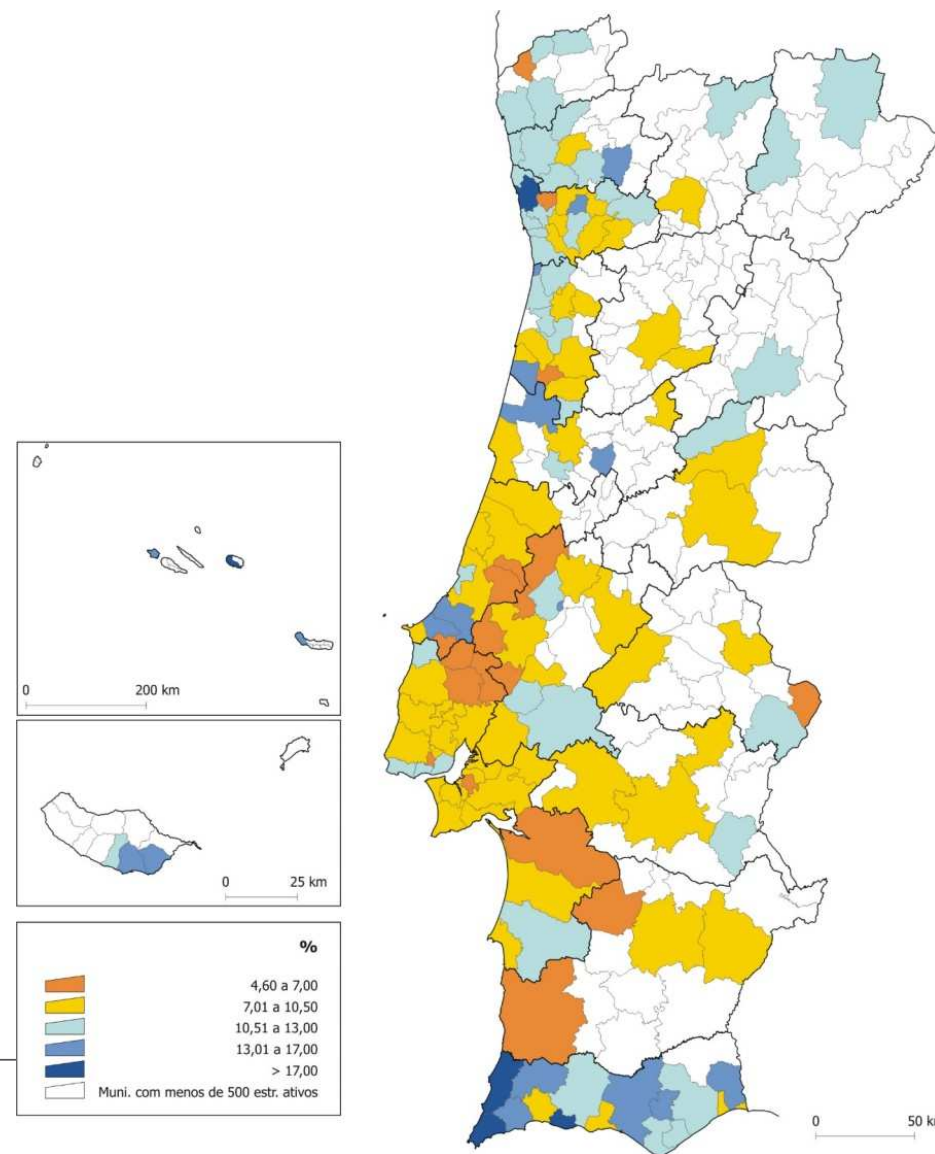 0 200 km
0 25 km
%
4,60 a 7,00
7,01 a 10,50
10,51 a 13,00
13,01 a 17,00
> 17,00
Muni. com menos de 500 estr. ativos
0 50 km